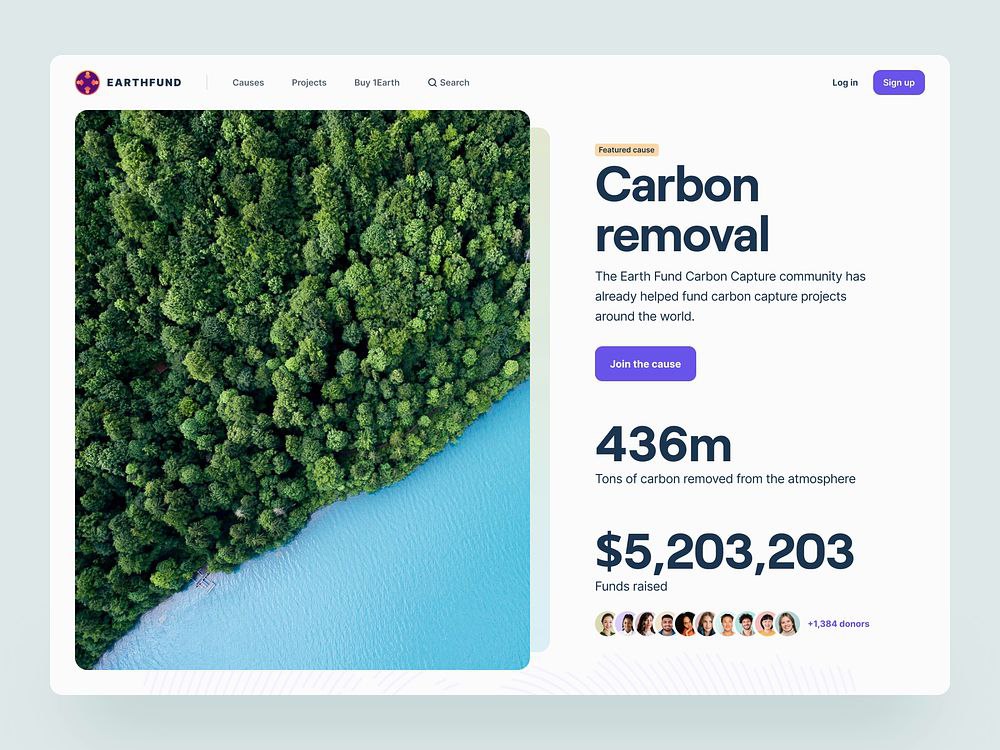 EARTHFUND
Causes
Projects
Buy 1Earth
Search
Log in
Sign up
Featured cause
Carbon
removal
The Earth Fund Carbon Capture community has
already helped fund carbon capture projects
around the world.
Join the cause
436m
Tons of carbon removed from the atmosphere
$5,203,203
Funds raised
+1,384 donors